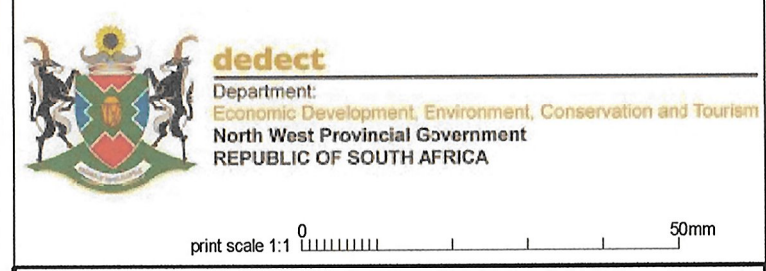 dedect
Department:
Economic Development, Environment, Conservation and Tourism
North West Provincial Government
REPUBLIC OF SOUTH AFRICA
0 50mm
print scale 1:1